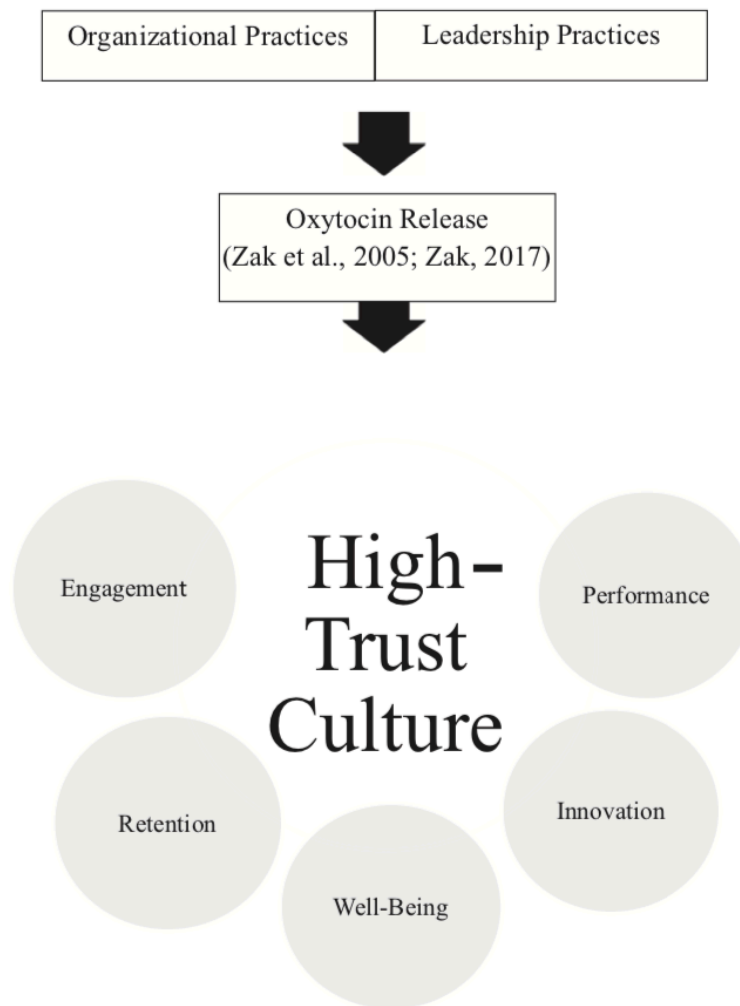 Organizational Practices
Leadership Practices
Oxytocin Release
(Zak et al., 2005; Zak, 2017)
High-
Trust
Culture
Engagement
Performance
Retention
Innovation
Well-Being